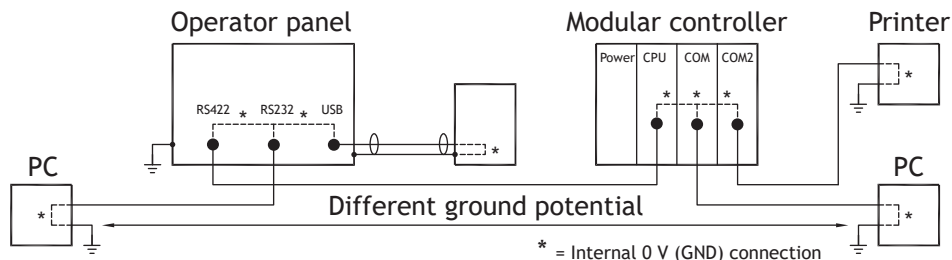 Operator panel
Modular controller
Printer
Power CPU COM COM2
* * * *
RS422 * RS232 * USB
*
PC
PC
*
*
Different ground potential
* = Internal 0 V (GND) connection